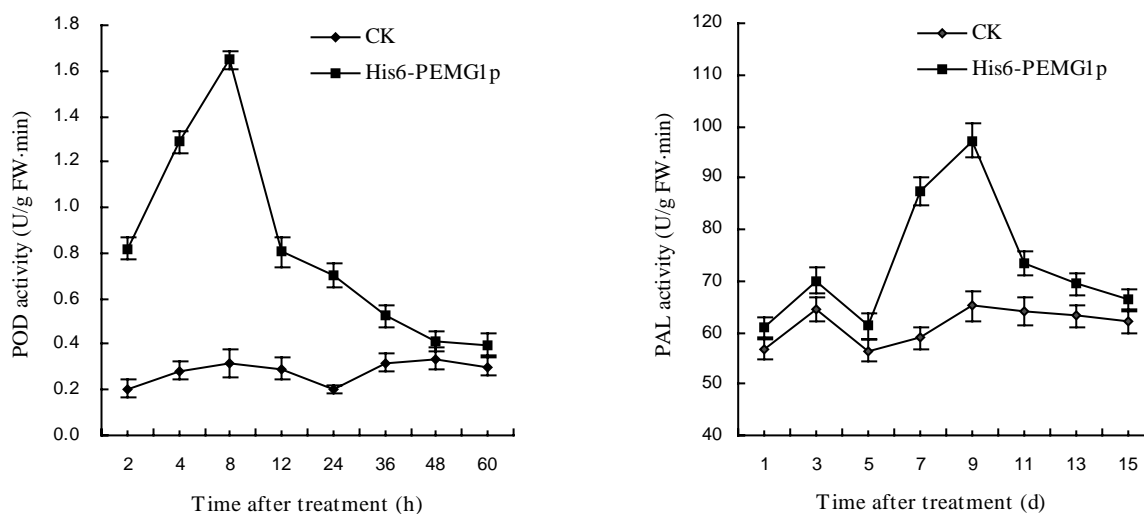 1.8
1.6
1.4
1.2
1.0
0.8
0.6
0.4
0.2
0.0
POD activity (U/g FW·min)
CK
His6-PEMG1p
2 4 8 12 24 36 48 60
Time after treatment (h)
120
110
100
90
80
70
60
50
40
PAL activity (U/g FW·min)
CK
His6-PEMG1p
1 3 5 7 9 11 13 15
Time after treatment (d)